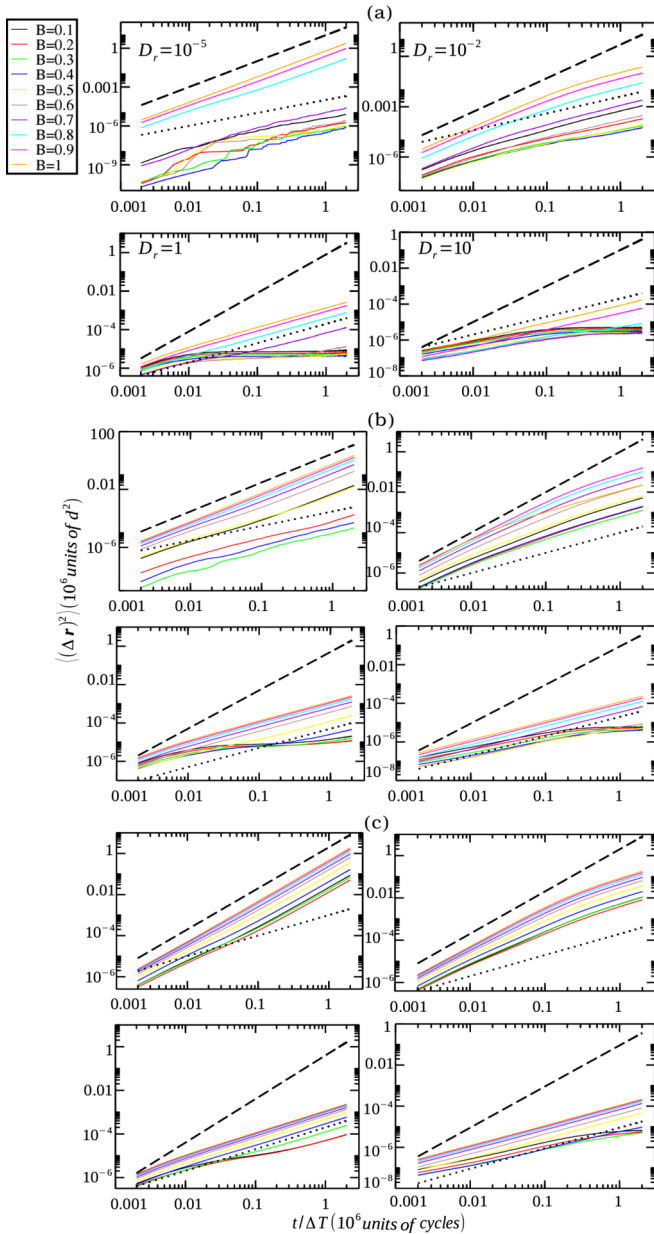 (a)
B=0.1
B=0.2
B=0.3
B=0.4
B=0.5
B=0.6
B=0.7
B=0.8
B=0.9
B=1
D_r=10^{-5}
1
0.001
10^{-6}
10^{-9}
0.001 0.01 0.1 1
D_r=10^{-2}
1
0.001
10^{-6}
0.001 0.01 0.1 1
D_r=1
1
0.01
10^{-4}
10^{-6}
0.001 0.01 0.1 1
D_r=10
1
0.01
10^{-4}
10^{-6}
10^{-8}
0.001 0.01 0.1 1
(b)
⟨(Δ r)^2⟩(10^6 units of d^2)
100
0.01
10^{-6}
0.001 0.01 0.1 1
1
0.01
10^{-4}
10^{-6}
0.001 0.01 0.1 1
1
0.01
10^{-4}
10^{-6}
0.001 0.01 0.1 1
1
0.01
10^{-4}
10^{-6}
10^{-8}
0.001 0.01 0.1 1
(c)
1
0.01
10^{-4}
10^{-6}
0.001 0.01 0.1 1
1
0.01
10^{-4}
10^{-6}
0.001 0.01 0.1 1
1
0.01
10^{-4}
10^{-6}
0.001 0.01 0.1 1
1
0.01
10^{-4}
10^{-6}
10^{-8}
0.001 0.01 0.1 1
t/ΔT (10^6 units of cycles)